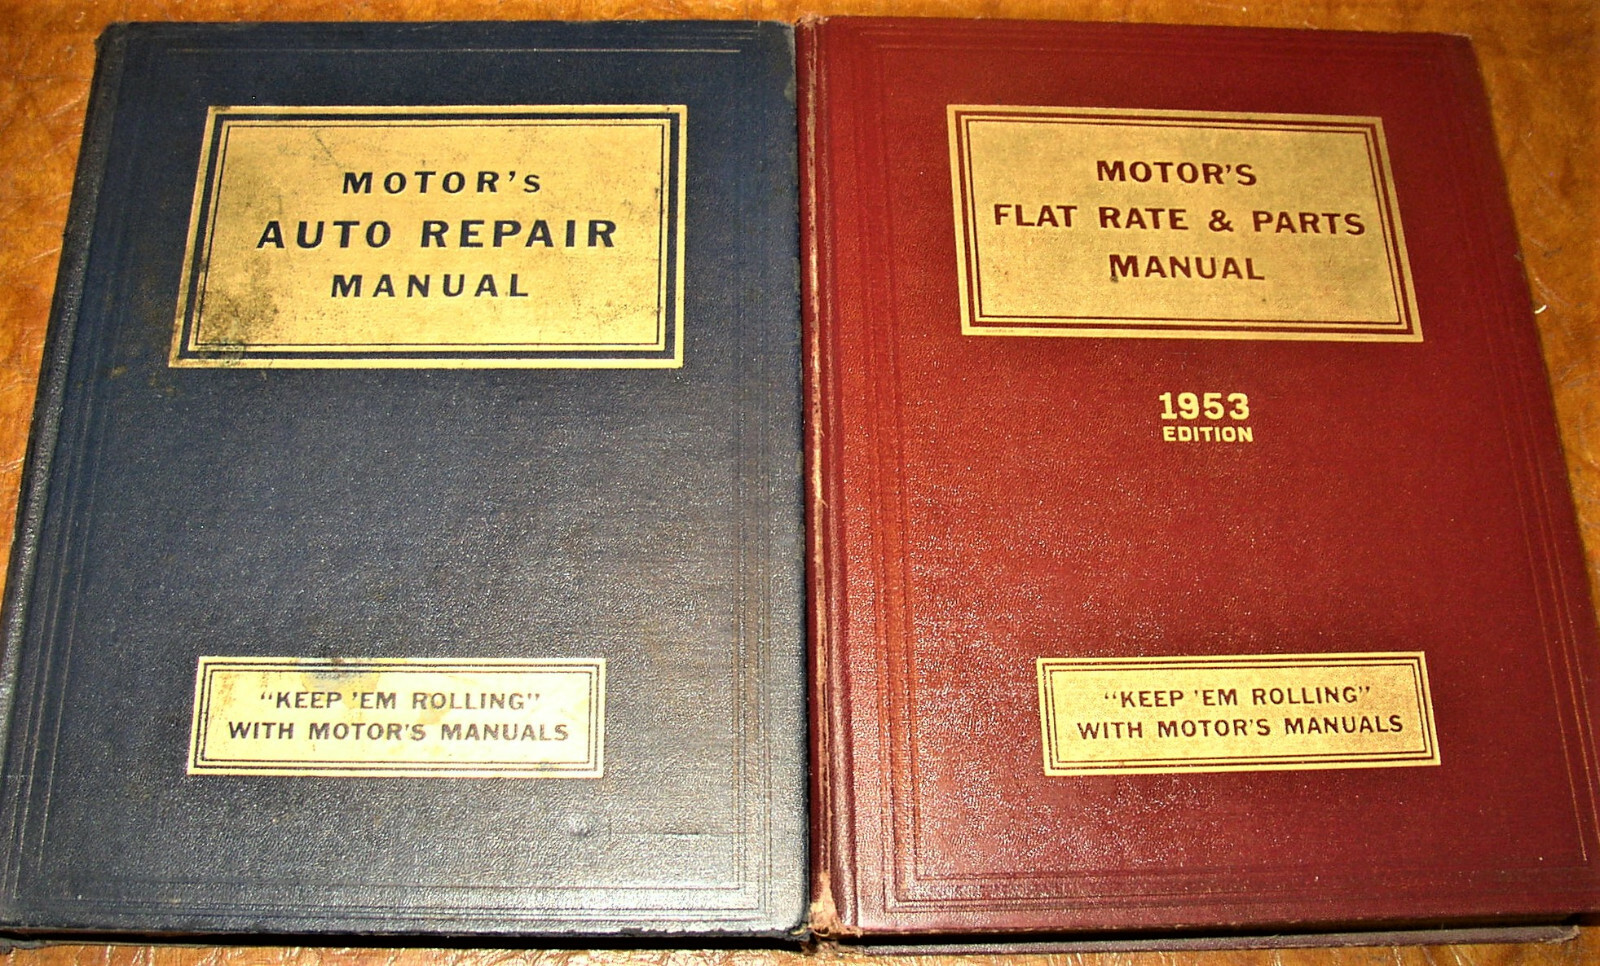 MOTOR's
AUTO REPAIR
MANUAL
"KEEP 'EM ROLLING"
WITH MOTOR'S MANUALS
MOTOR'S
FLAT RATE & PARTS
MANUAL
1953
EDITION
"KEEP 'EM ROLLING"
WITH MOTOR'S MANUALS